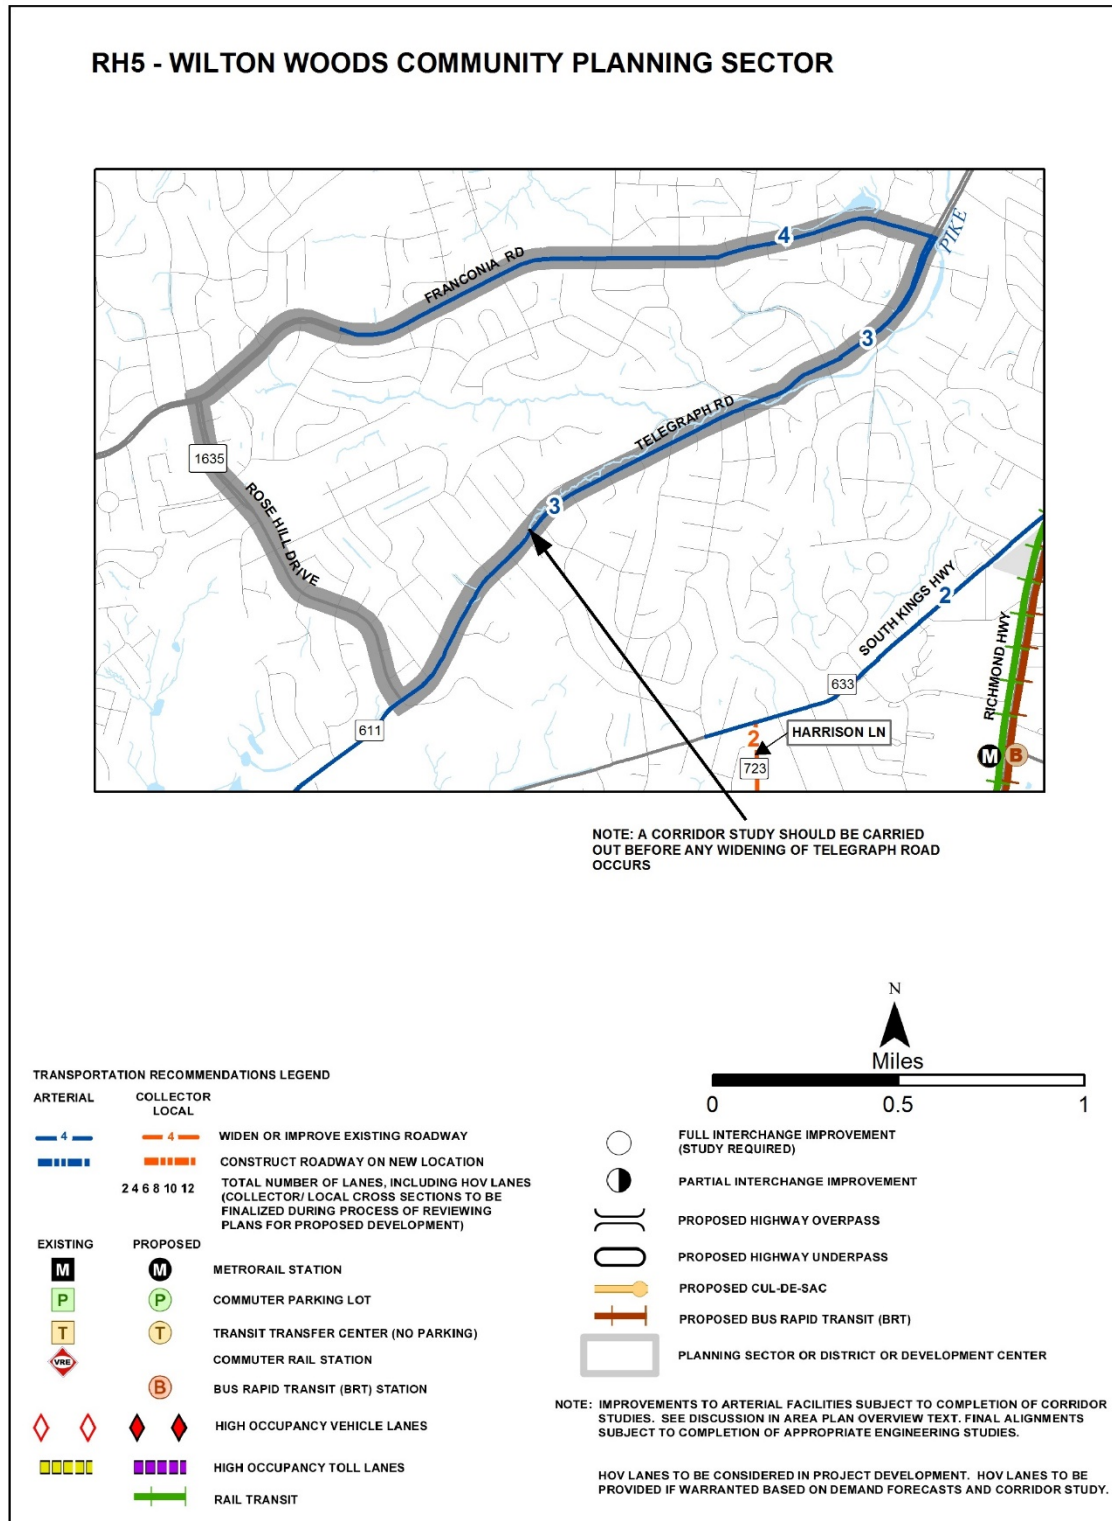 RH5 - WILTON WOODS COMMUNITY PLANNING SECTOR
FRANCONIA RD
4
PIKE
3
TELEGRAPH RD
3
1635
ROSE HILL DRIVE
611
SOUTH KINGS HWY
2
633
RICHMOND HWY
HARRISON LN
2
723
M
B
NOTE: A CORRIDOR STUDY SHOULD BE CARRIED
OUT BEFORE ANY WIDENING OF TELEGRAPH ROAD
OCCURS
N
Miles
0 0.5 1
TRANSPORTATION RECOMMENDATIONS LEGEND
ARTERIAL
COLLECTOR
LOCAL
4 4 WIDEN OR IMPROVE EXISTING ROADWAY
CONSTRUCT ROADWAY ON NEW LOCATION
2 4 6 8 10 12 TOTAL NUMBER OF LANES, INCLUDING HOV LANES
(COLLECTOR/ LOCAL CROSS SECTIONS TO BE
FINALIZED DURING PROCESS OF REVIEWING
PLANS FOR PROPOSED DEVELOPMENT)
EXISTING PROPOSED
M M METRORAIL STATION
P P COMMUTER PARKING LOT
T T TRANSIT TRANSFER CENTER (NO PARKING)
VRE COMMUTER RAIL STATION
B BUS RAPID TRANSIT (BRT) STATION
HIGH OCCUPANCY VEHICLE LANES
HIGH OCCUPANCY TOLL LANES
RAIL TRANSIT
FULL INTERCHANGE IMPROVEMENT
(STUDY REQUIRED)
PARTIAL INTERCHANGE IMPROVEMENT
PROPOSED HIGHWAY OVERPASS
PROPOSED HIGHWAY UNDERPASS
PROPOSED CUL-DE-SAC
PROPOSED BUS RAPID TRANSIT (BRT)
PLANNING SECTOR OR DISTRICT OR DEVELOPMENT CENTER
NOTE: IMPROVEMENTS TO ARTERIAL FACILITIES SUBJECT TO COMPLETION OF CORRIDOR
STUDIES. SEE DISCUSSION IN AREA PLAN OVERVIEW TEXT. FINAL ALIGNMENTS
SUBJECT TO COMPLETION OF APPROPRIATE ENGINEERING STUDIES.
HOV LANES TO BE CONSIDERED IN PROJECT DEVELOPMENT. HOV LANES TO BE
PROVIDED IF WARRANTED BASED ON DEMAND FORECASTS AND CORRIDOR STUDY.